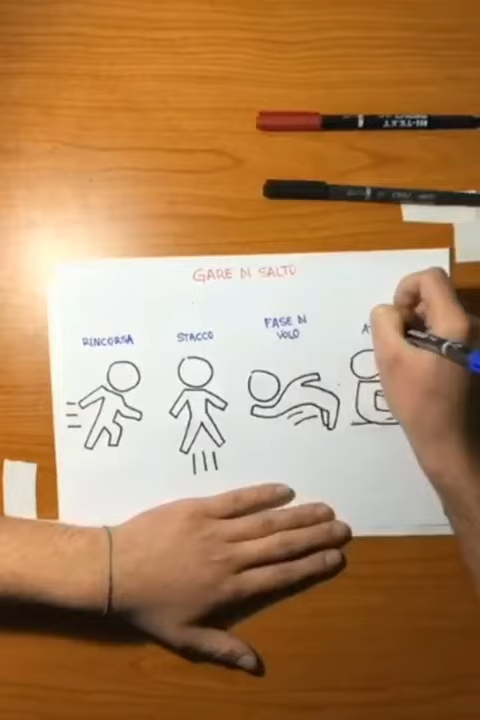 GARE DI SALTO
RINCORSA
STACCO
FASE DI
VOLO
A